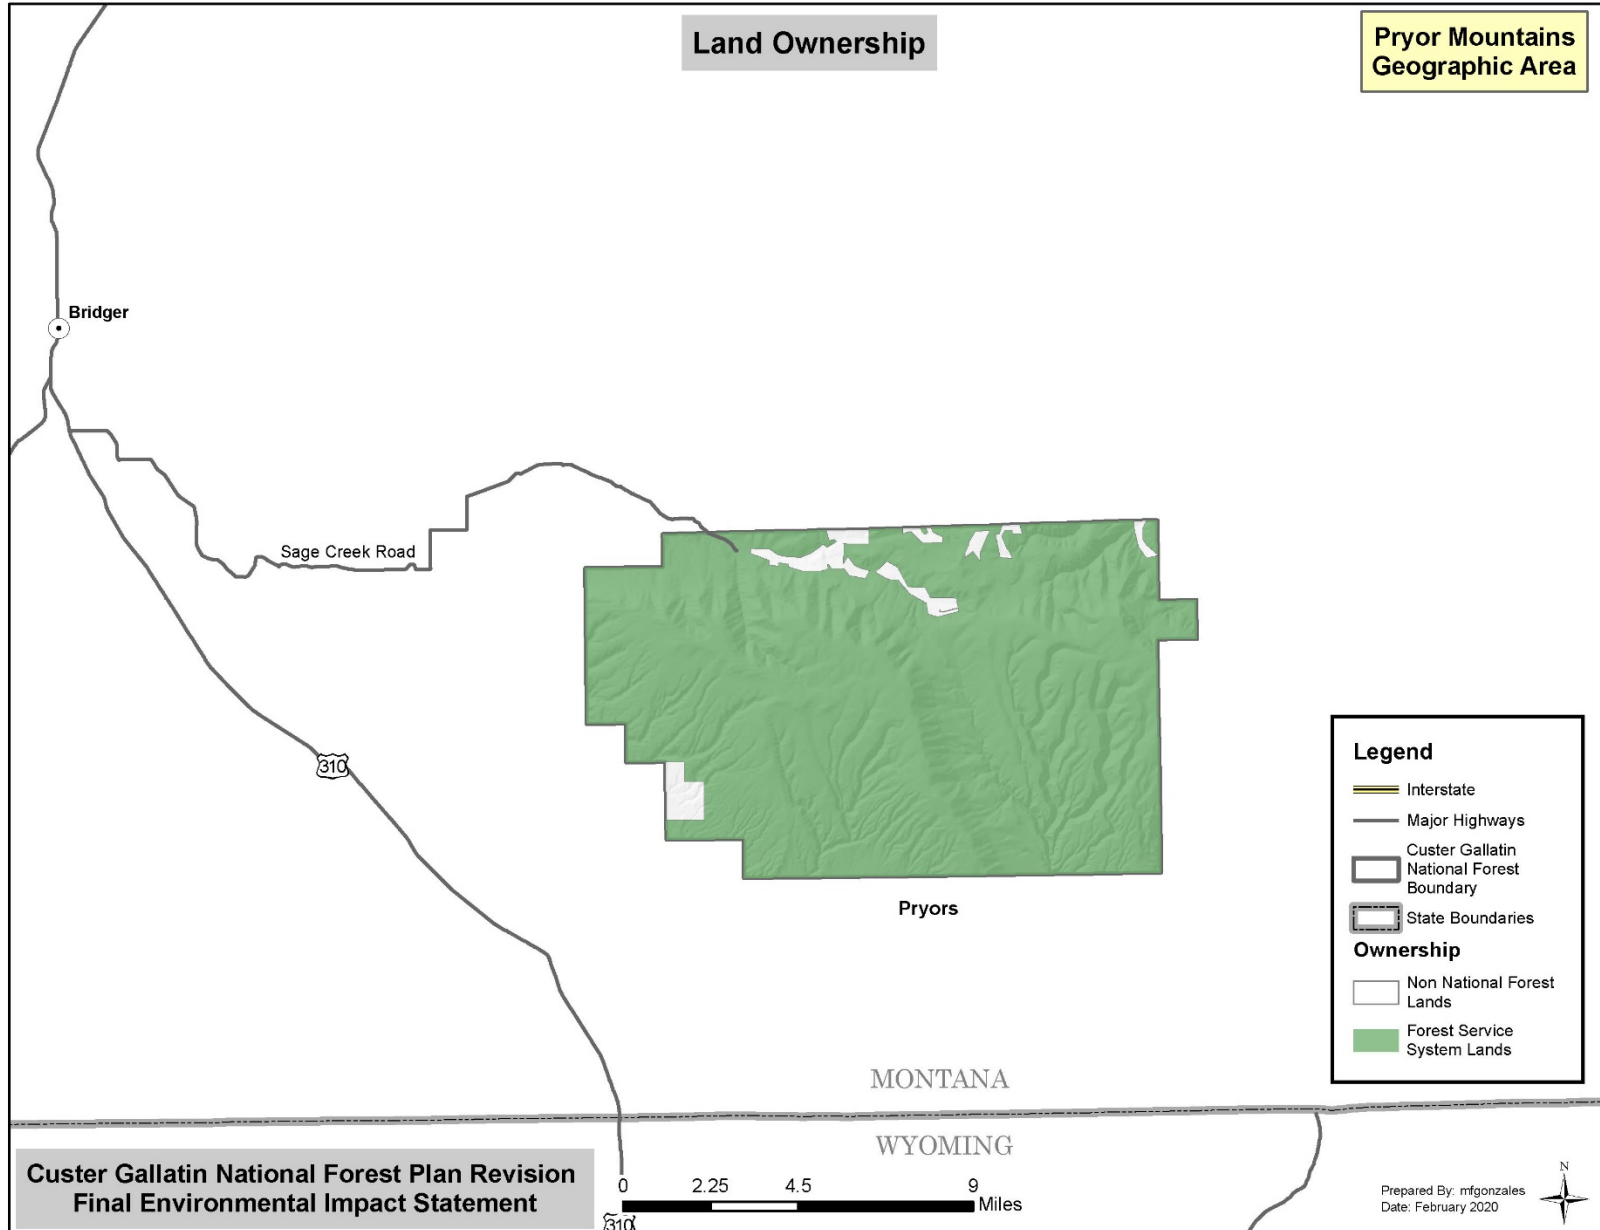 Land Ownership
Pryor Mountains
Geographic Area
Bridger
Sage Creek Road
310
Pryors
Legend
Interstate
Major Highways
Custer Gallatin
National Forest
Boundary
State Boundaries
Ownership
Non National Forest
Lands
Forest Service
System Lands
MONTANA
WYOMING
Custer Gallatin National Forest Plan Revision
Final Environmental Impact Statement
0 2.25 4.5 9
Miles
310
N
Prepared By: mfgonzales
Date: February 2020